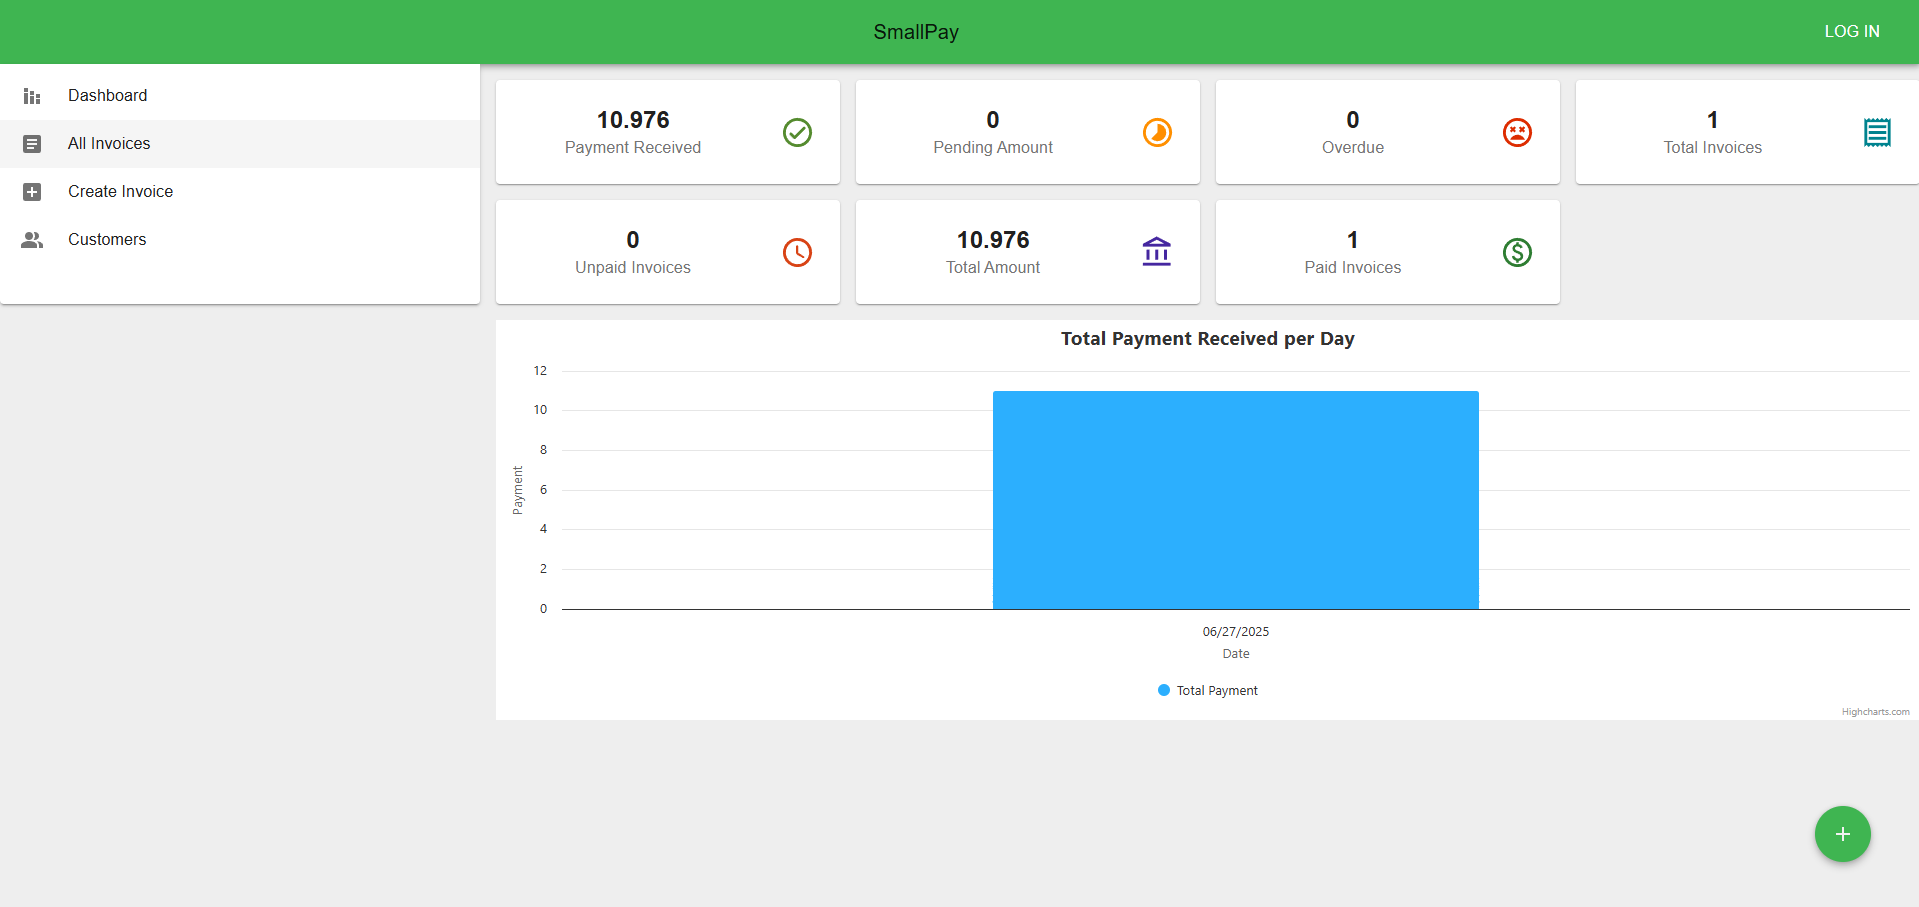 SmallPay
LOG IN
Dashboard
All Invoices
Create Invoice
Customers
10.976
Payment Received
0
Pending Amount
0
Overdue
1
Total Invoices
0
Unpaid Invoices
10.976
Total Amount
1
Paid Invoices
Total Payment Received per Day
Payment
12
10
8
6
4
2
0
06/27/2025
Date
Total Payment
Highcharts.com